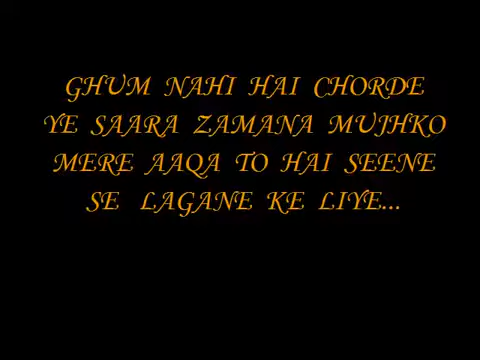 GHUM NAHI HAI CHORDE
YE SAARA ZAMANA MUJHKO
MERE AAQA TO HAI SEENE
SE LAGANE KE LIYE...